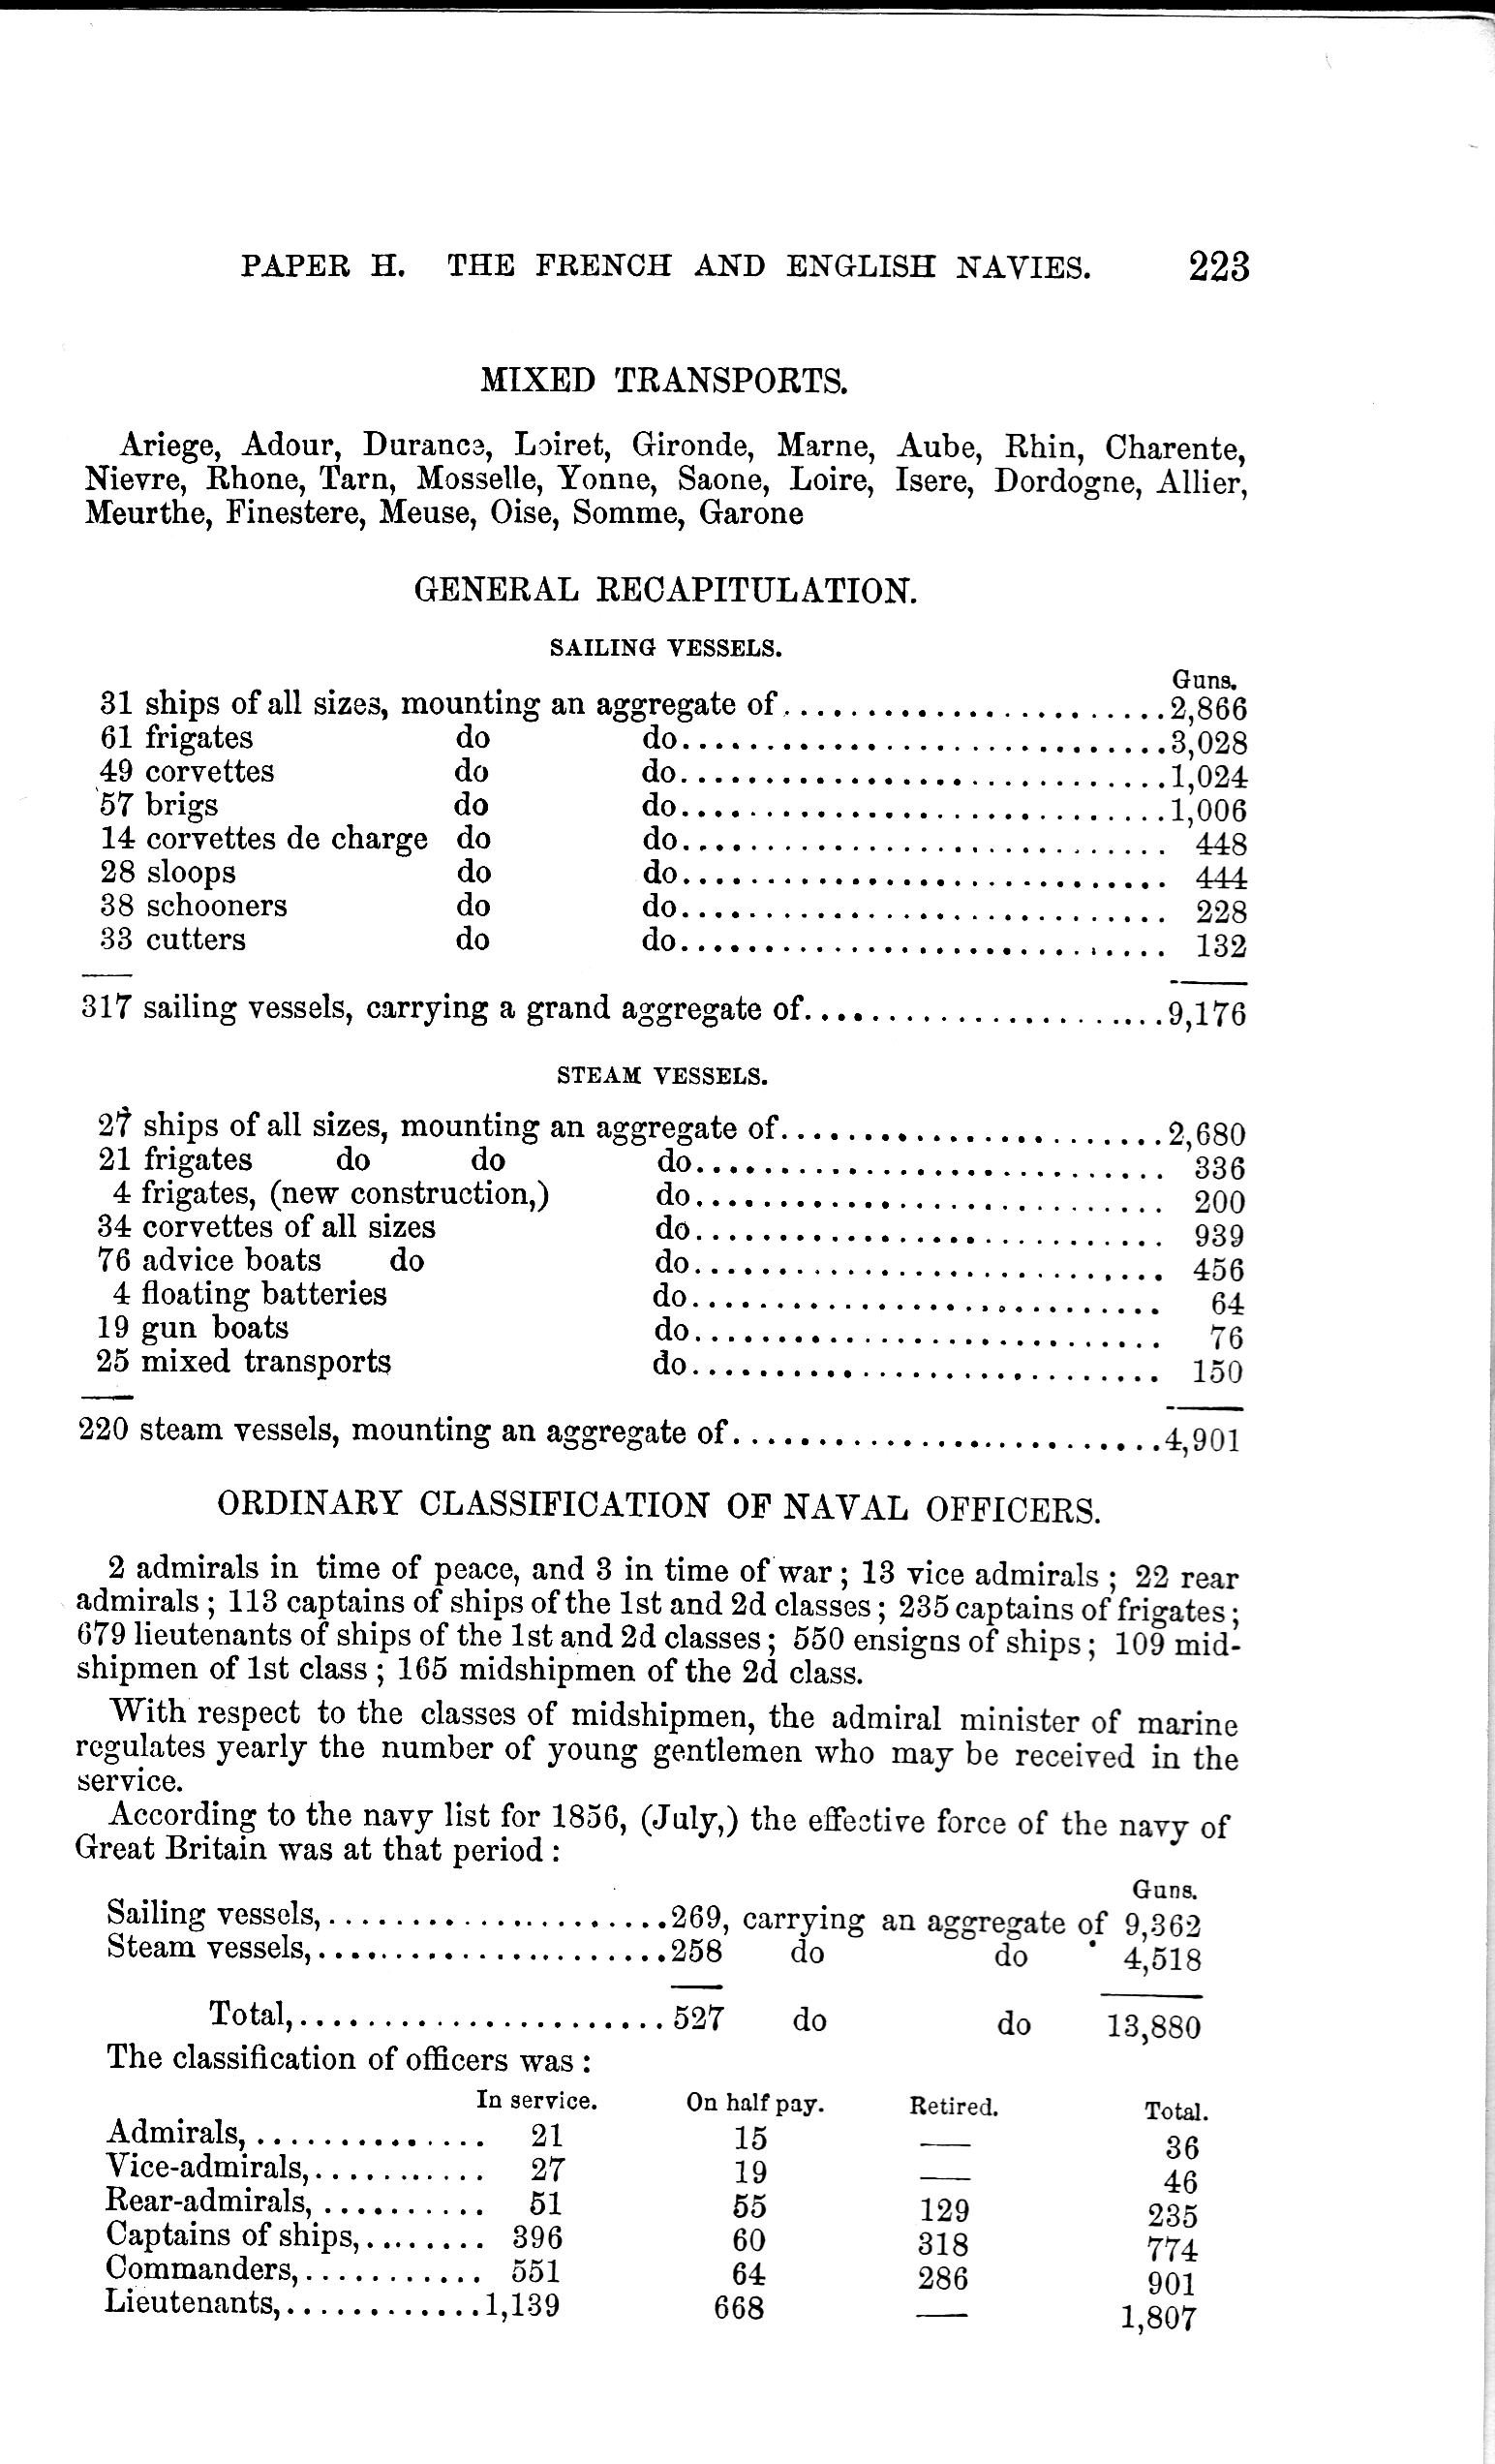 PAPER H. THE FRENCH AND ENGLISH NAVIES. 223
MIXED TRANSPORTS.
Ariege, Adour, Durance, Loiret, Gironde, Marne, Aube, Rhin, Charente,
Nievre, Rhone, Tarn, Mosselle, Yonne, Saone, Loire, Isere, Dordogne, Allier,
Meurthe, Finestere, Meuse, Oise, Somme, Garone
GENERAL RECAPITULATION.
SAILING VESSELS.
Guns.
31 ships of all sizes, mounting an aggregate of........................2,866
61 frigates do do.............................3,028
49 corvettes do do.............................1,024
57 brigs do do.............................1,006
14 corvettes de charge do do............................. 448
28 sloops do do............................. 444
38 schooners do do............................. 228
33 cutters do do............................. 132
317 sailing vessels, carrying a grand aggregate of......................9,176
STEAM VESSELS.
27 ships of all sizes, mounting an aggregate of.......................2,680
21 frigates do do do............................ 336
4 frigates, (new construction,) do............................ 200
34 corvettes of all sizes do............................ 939
76 advice boats do do............................ 456
4 floating batteries do............................ 64
19 gun boats do............................ 76
25 mixed transports do............................ 150
220 steam vessels, mounting an aggregate of..........................4,901
ORDINARY CLASSIFICATION OF NAVAL OFFICERS.
2 admirals in time of peace, and 3 in time of war; 13 vice admirals; 22 rear
admirals; 113 captains of ships of the 1st and 2d classes; 235 captains of frigates;
679 lieutenants of ships of the 1st and 2d classes; 550 ensigns of ships; 109 mid-
shipmen of 1st class; 165 midshipmen of the 2d class.
With respect to the classes of midshipmen, the admiral minister of marine
regulates yearly the number of young gentlemen who may be received in the
service.
According to the navy list for 1856, (July,) the effective force of the navy of
Great Britain was at that period:
Guns.
Sailing vessels,.....................269, carrying an aggregate of 9,362
Steam vessels,.....................258 do do 4,518
Total,......................527 do do 13,880
The classification of officers was:
In service. On half pay. Retired. Total.
Admirals,.............. 21 15 — 36
Vice-admirals,........... 27 19 — 46
Rear-admirals,.......... 51 55 129 235
Captains of ships,........ 396 60 318 774
Commanders,........... 551 64 286 901
Lieutenants,............1,139 668 — 1,807